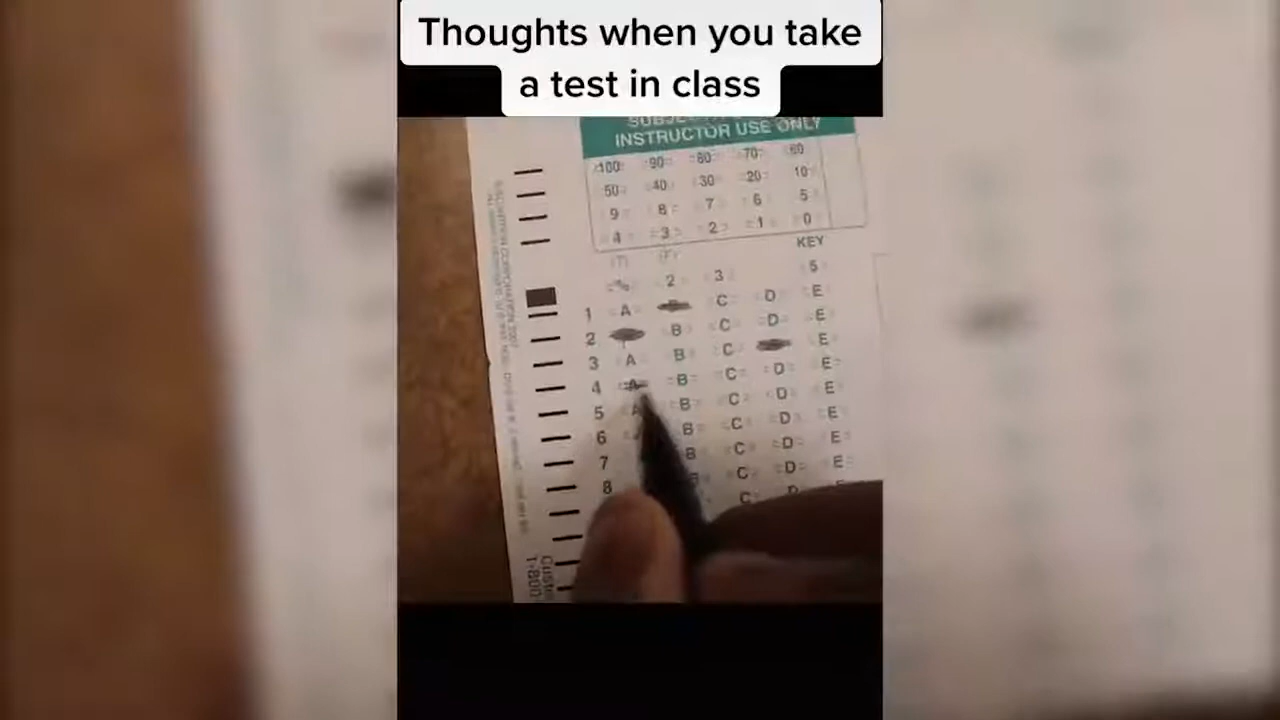 Thoughts when you take
a test in class
INSTRUCTOR USE ONLY
100 90 80 70 60
50 40 30 20 10
9 8 7 6 5
4 3 2 1 0
KEY
(T) (F)
% 2 3 5
1 A C D E
2 B C D E
3 A B C E
4 A B C D E
5 A B C D E
6 B C D E
7 B C D E
8 C D
1-800